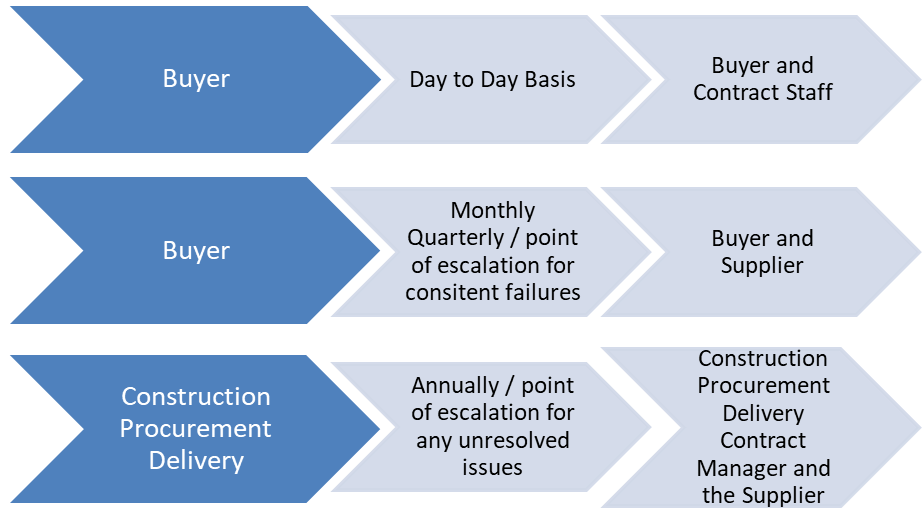 Buyer
Day to Day Basis
Buyer and
Contract Staff
Buyer
Monthly
Quarterly / point
of escalation for
consitent failures
Buyer and
Supplier
Construction
Procurement
Delivery
Annually / point
of escalation for
any unresolved
issues
Construction
Procurement
Delivery
Contract
Manager and
the Supplier